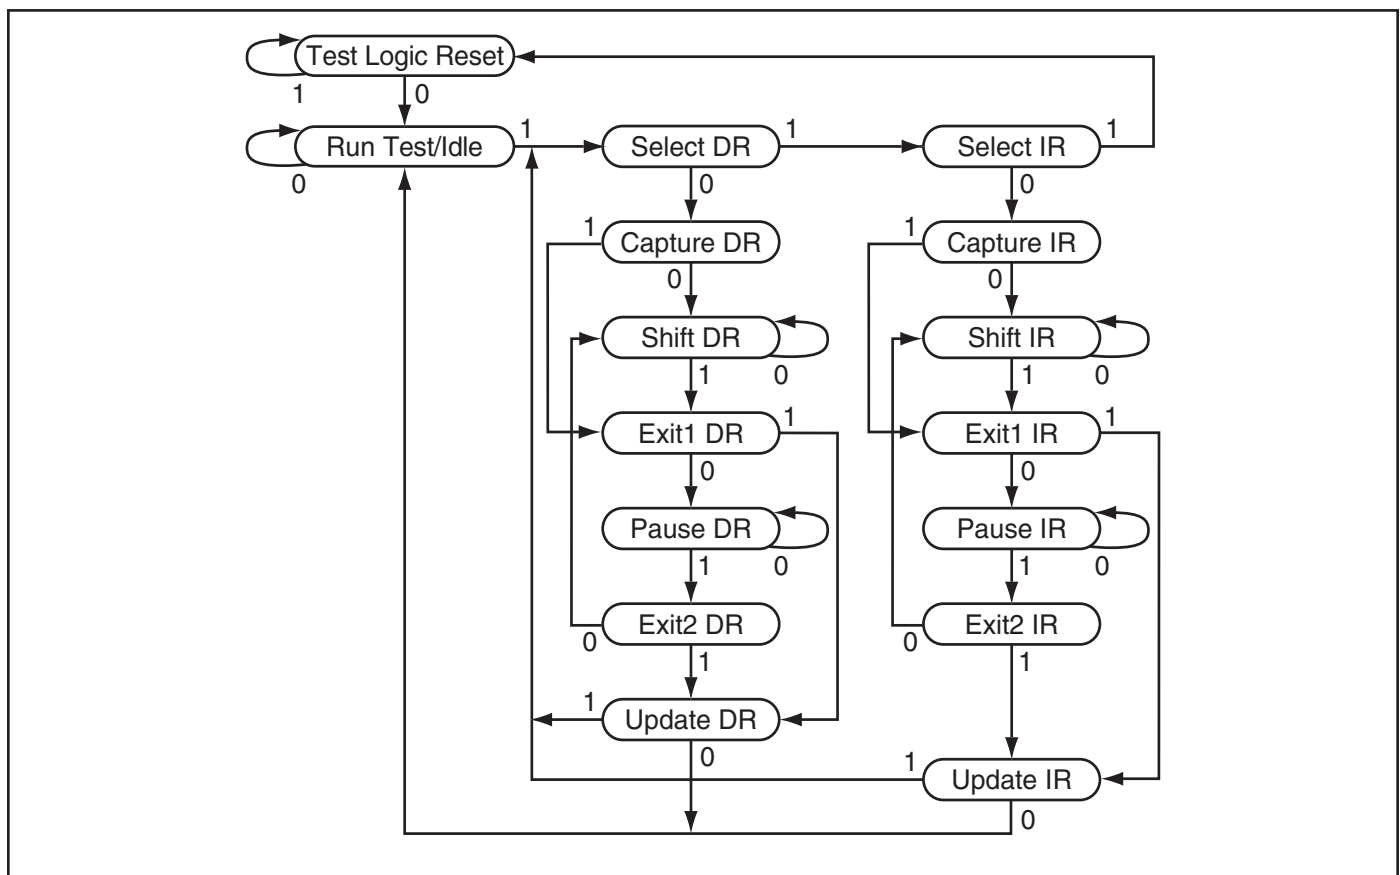 Test Logic Reset
1
0
Run Test/Idle
1
Select DR
1
Select IR
1
0
0
0
1
Capture DR
1
Capture IR
0
0
Shift DR
Shift IR
1
0
1
0
Exit1 DR
1
Exit1 IR
1
0
0
Pause DR
Pause IR
1
0
1
0
Exit2 DR
Exit2 IR
0
1
0
1
1
Update DR
0
1
Update IR
0